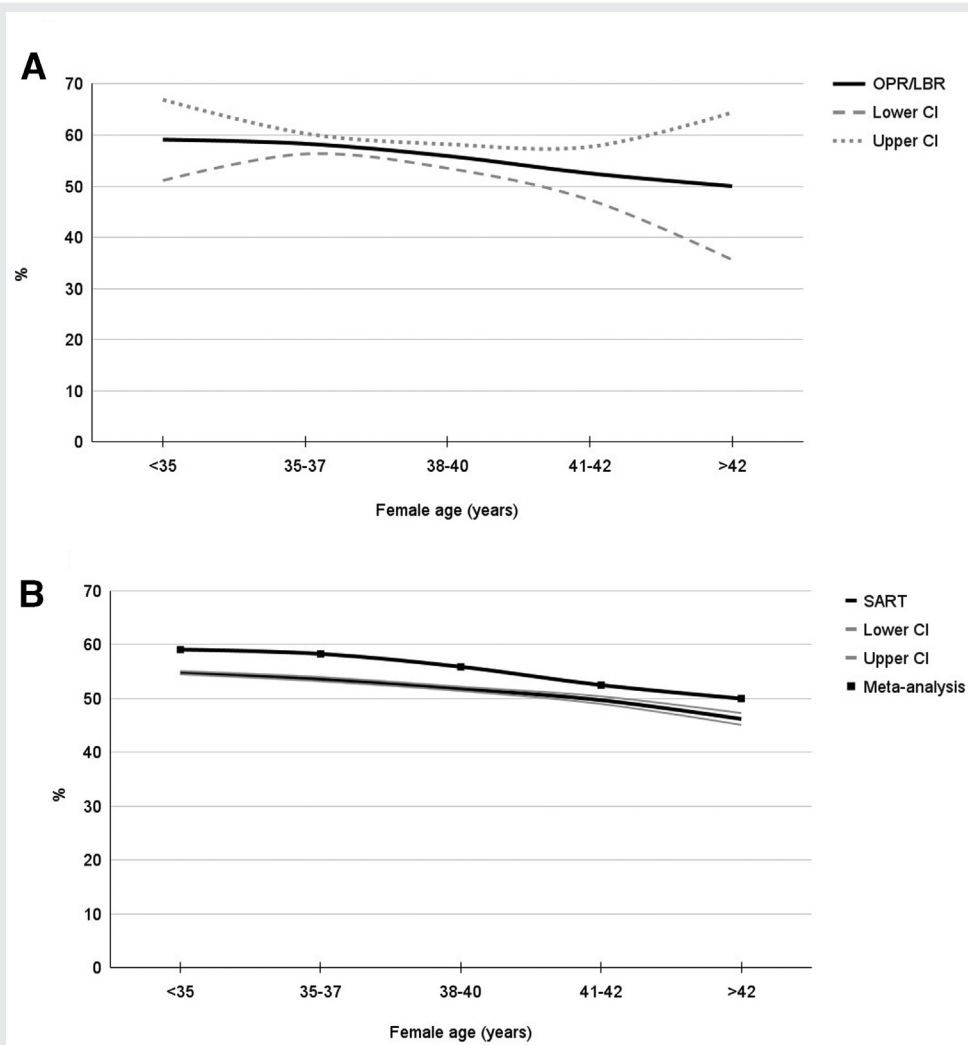 A
70
60
50
40
30
20
10
0
%
<35 35-37 38-40 41-42 >42
Female age (years)
OPR/LBR
Lower CI
Upper CI
B
70
60
50
40
30
20
10
0
%
<35 35-37 38-40 41-42 >42
Female age (years)
SART
Lower CI
Upper CI
Meta-analysis